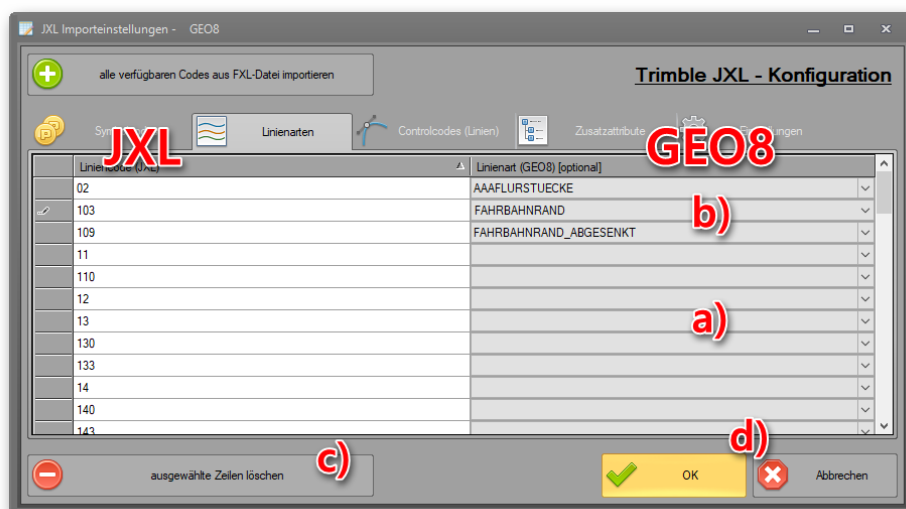 JXL Importeinstellungen - GEO8
alle verfügbaren Codes aus FXL-Datei importieren
Trimble JXL - Konfiguration
Linienarten
Controlcodes (Linien)
Zusatzattribute
JXL
GEO8
Liniencode (JXL)
Linienart (GEO8) [optional]
02 AAAFLURSTUECKE
103 FAHRBAHNRAND
b)
109 FAHRBAHNRAND_ABGESENKT
11
110
12
13
a)
130
133
14
140
143
c)
d)
ausgewählte Zeilen löschen
OK
Abbrechen